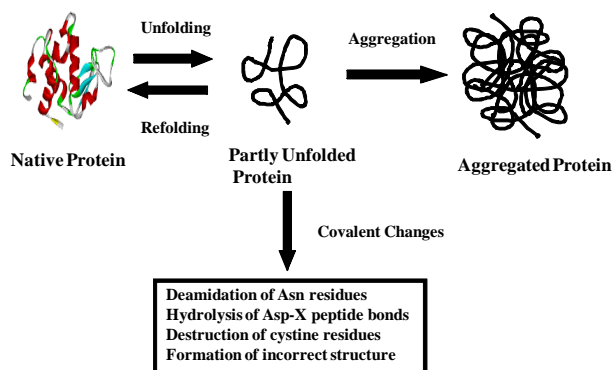 Unfolding
Aggregation
Refolding
Native Protein
Partly Unfolded
Protein
Aggregated Protein
Covalent Changes
Deamidation of Asn residues
Hydrolysis of Asp-X peptide bonds
Destruction of cystine residues
Formation of incorrect structure